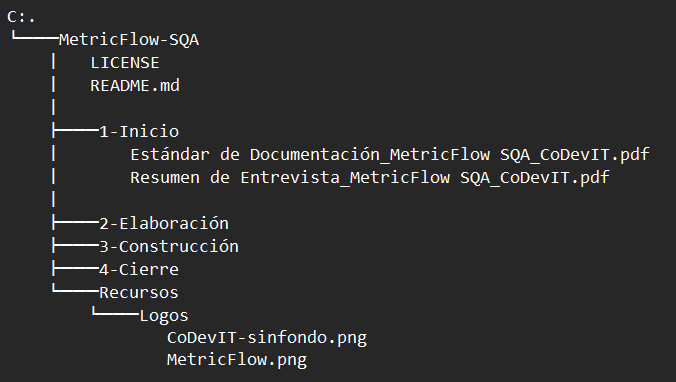 C:.
└───MetricFlow-SQA
    │   LICENSE
    │   README.md
    │
    ├───1-Inicio
    │       Estándar de Documentación_MetricFlow SQA_CoDevIT.pdf
    │       Resumen de Entrevista_MetricFlow SQA_CoDevIT.pdf
    │
    ├───2-Elaboración
    ├───3-Construcción
    ├───4-Cierre
    └───Recursos
        └───Logos
                CoDevIT-sinfondo.png
                MetricFlow.png